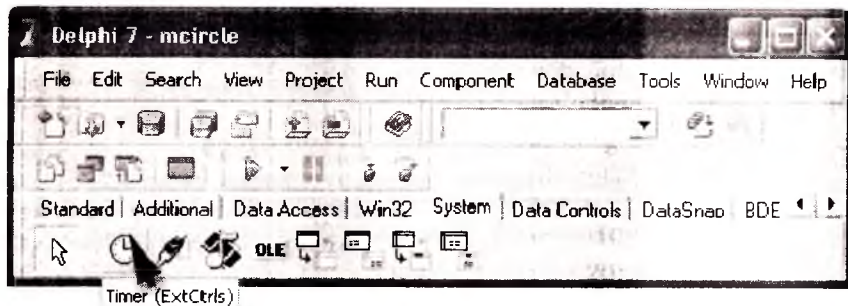 Delphi 7 - mcircle
File Edit Search View Project Run Component Database Tools Window Help
Standard Additional Data Access Win32 System Data Controls DataSnap BDE
OLE
Timer (ExtCtrls)